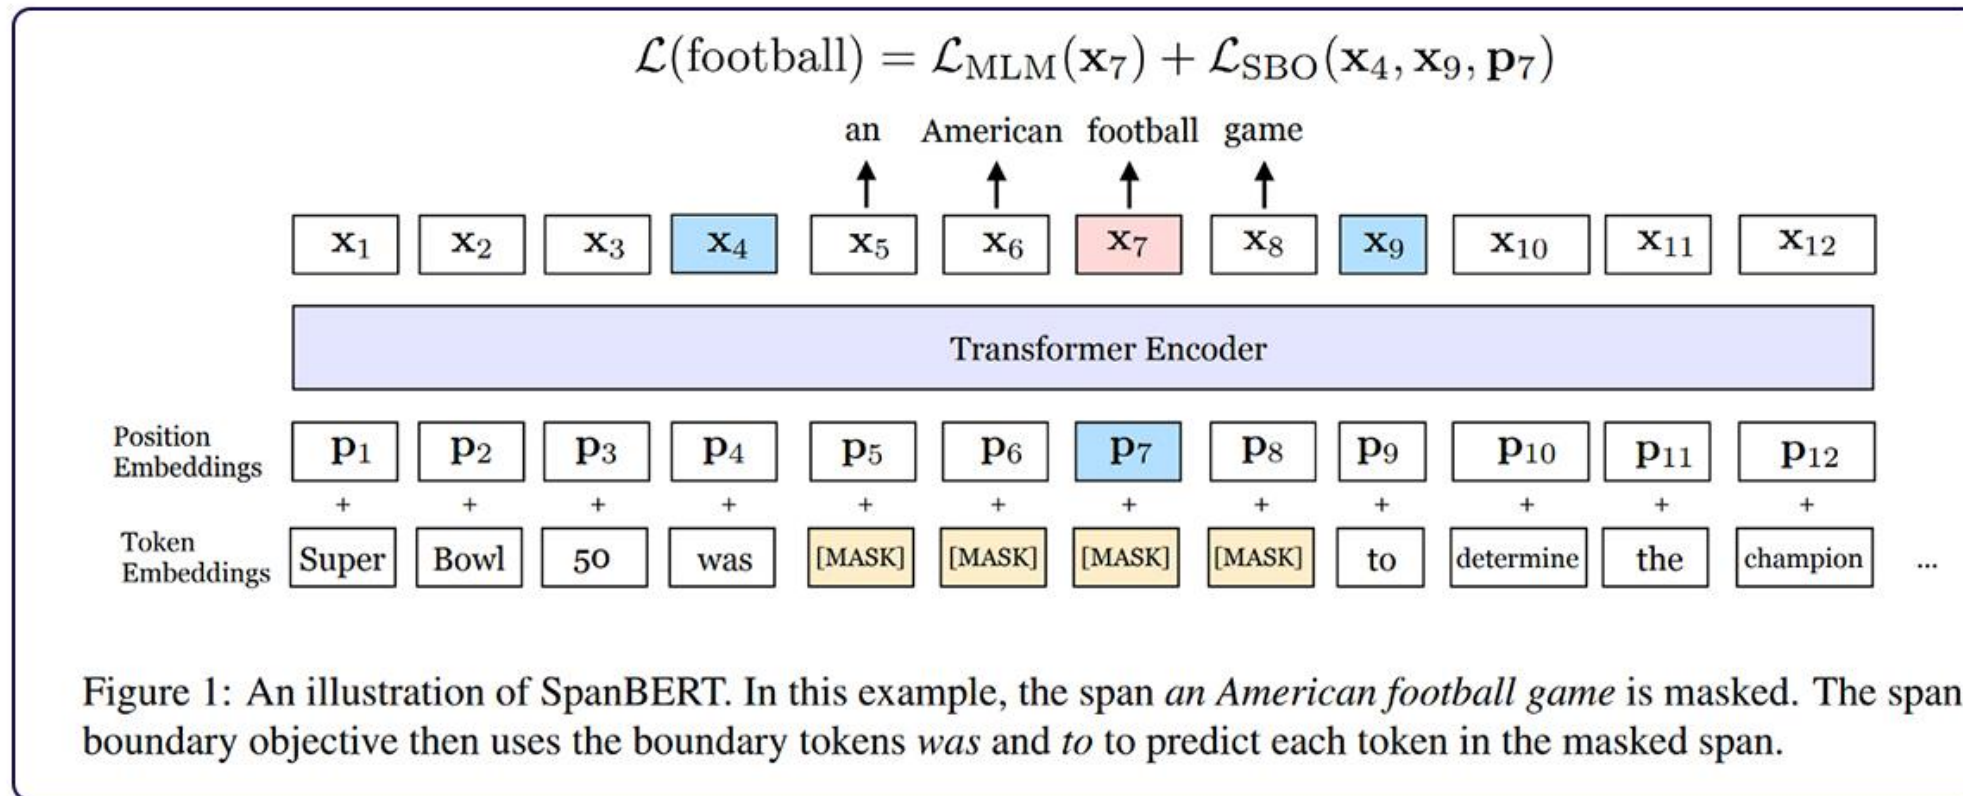 ℒ(football) = ℒ_MLM(x₇) + ℒ_SBO(x₄, x₉, p₇)
an American football game
x₁ x₂ x₃ x₄ x₅ x₆ x₇ x₈ x₉ x₁₀ x₁₁ x₁₂
Transformer Encoder
Position
Embeddings
p₁ p₂ p₃ p₄ p₅ p₆ p₇ p₈ p₉ p₁₀ p₁₁ p₁₂
+ + + + + + + + + + + +
Token
Embeddings
Super Bowl 50 was [MASK] [MASK] [MASK] [MASK] to determine the champion ...
Figure 1: An illustration of SpanBERT. In this example, the span an American football game is masked. The span
boundary objective then uses the boundary tokens was and to to predict each token in the masked span.